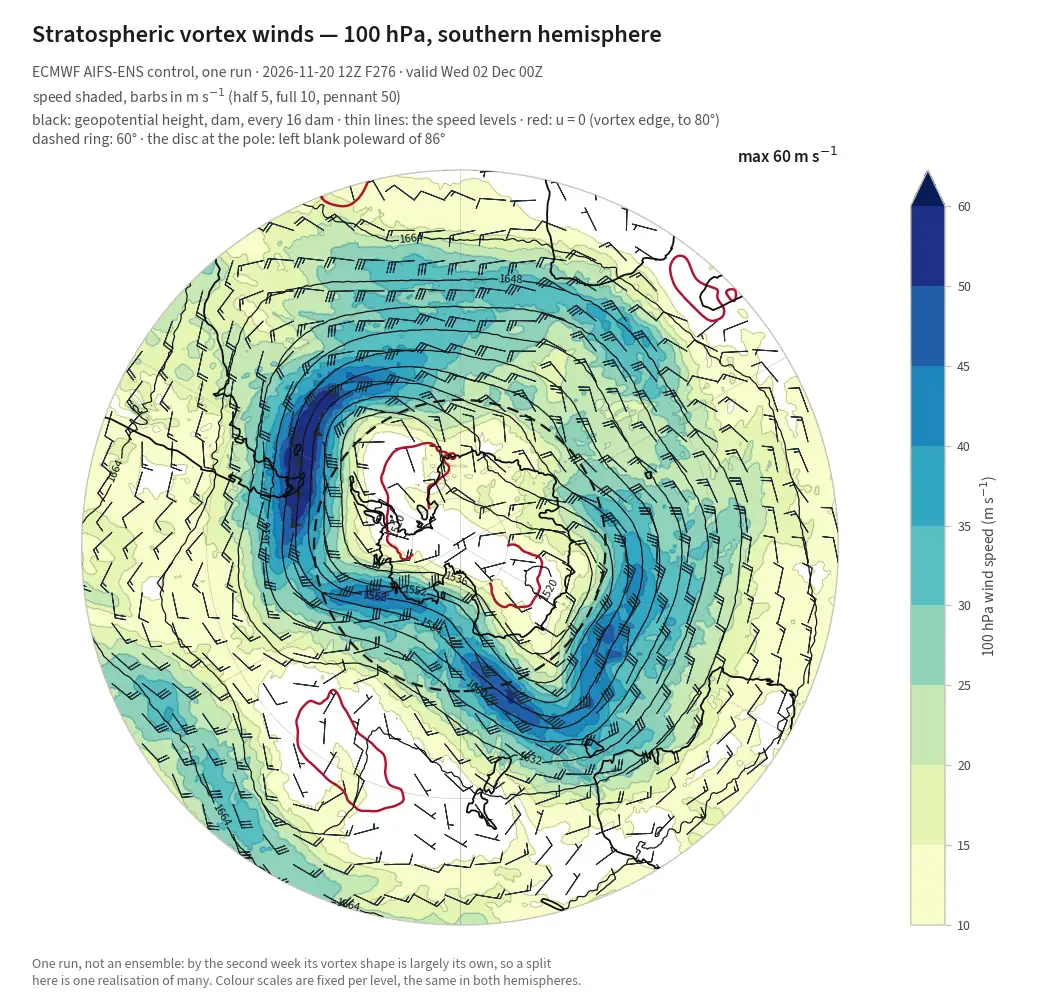 Stratospheric vortex winds — 100 hPa, southern hemisphere
ECMWF AIFS-ENS control, one run · 2026-11-20 12Z F276 · valid Wed 02 Dec 00Z
speed shaded, barbs in m s⁻¹ (half 5, full 10, pennant 50)
black: geopotential height, dam, every 16 dam · thin lines: the speed levels · red: u = 0 (vortex edge, to 80°)
dashed ring: 60° · the disc at the pole: left blank poleward of 86°
max 60 m s⁻¹
60
50
45
40
35
30
25
20
15
10
100 hPa wind speed (m s⁻¹)
1648
1664
1536
1552
1568
1520
1632
1664
1664
One run, not an ensemble: by the second week its vortex shape is largely its own, so a split
here is one realisation of many. Colour scales are fixed per level, the same in both hemispheres.